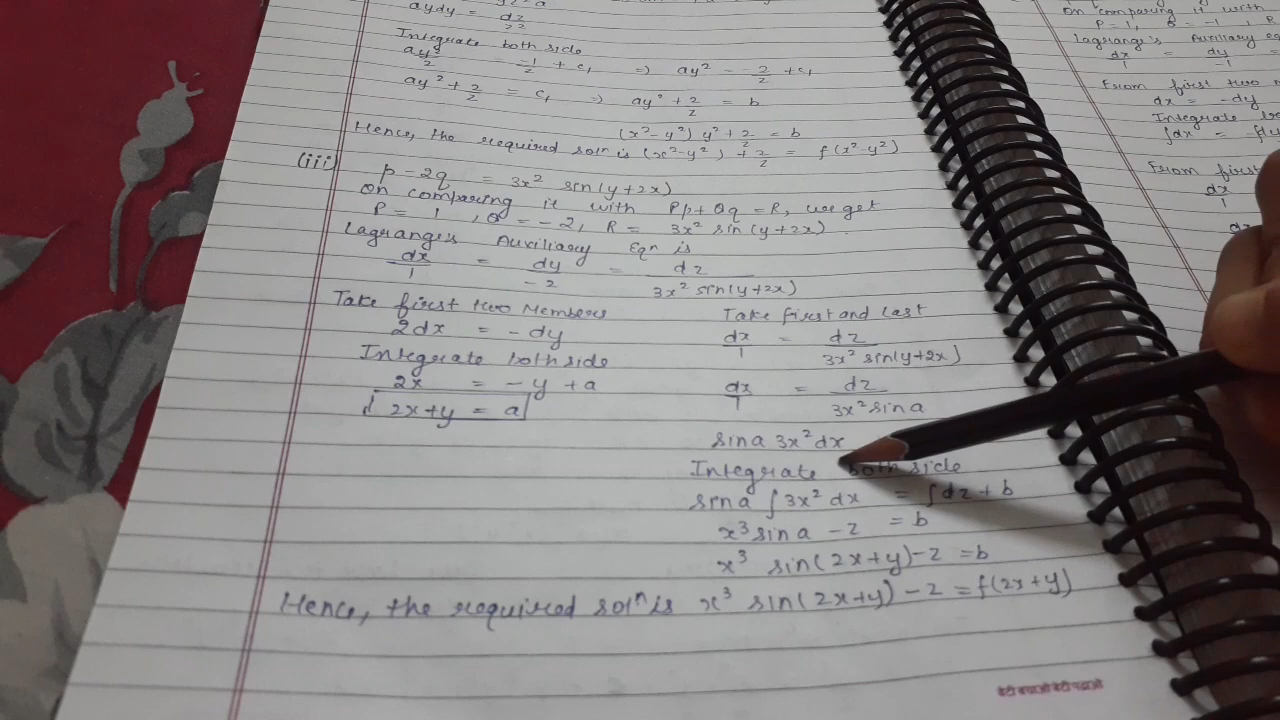 aydy = dz
Integrate both side
ay²/2 -1/2 + c₁ => ay² - z/2 + c₁
ay² + z/2 = c₁ => ay² + z/2 = b
(x²-y²) y² + z/2 = b
Hence, the required solⁿ is (x²-y²) + z/2 = f(x²-y²)
(iii) p - 2q = 3x² sin(y+2x)
On comparing it with Pp + Qq = R, we get
P = 1, Q = -2, R = 3x² sin(y+2x).
Lagrange's Auxiliary Eqn is
dx/1 = dy/-2 = dz/3x² sin(y+2x)
Take first two Members
2dx = -dy
Integrate both side
2x = -y + a
2x+y = a
Take first and last
dx/1 = dz/3x² sin(y+2x)
dx/1 = dz/3x² sin a
sin a 3x² dx
Integrate both side
sin a ∫3x² dx = ∫dz + b
x³ sin a - z = b
x³ sin(2x+y) - z = b
Hence, the required solⁿ is x³ sin(2x+y) - z = f(2x+y)
बेटी बचाओ बेटी पढ़ाओ
On comparing it with
P = 1, Q = -1, R
Lagrange's Auxiliary eq
dx/1 = dy/-1 =
From first two
dx = -dy
Integrate
∫dx =
From first
dx/1